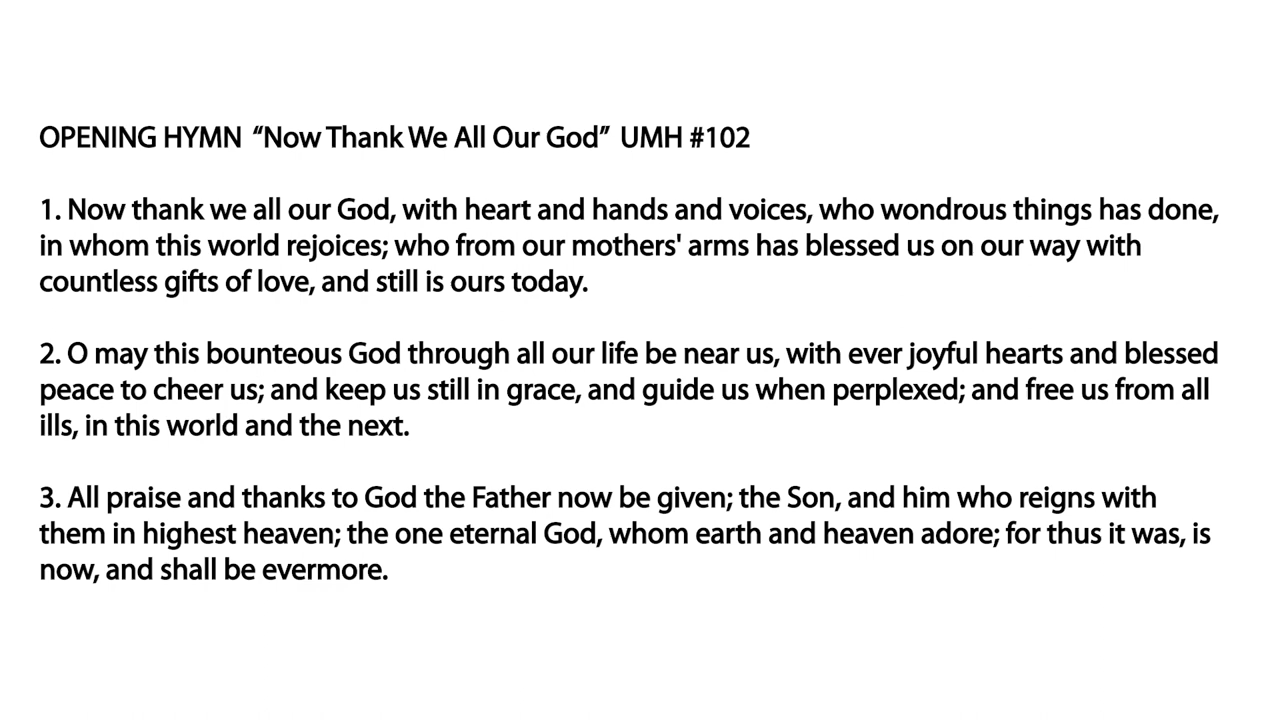 OPENING HYMN “Now Thank We All Our God” UMH #102
1. Now thank we all our God, with heart and hands and voices, who wondrous things has done,
in whom this world rejoices; who from our mothers' arms has blessed us on our way with
countless gifts of love, and still is ours today.
2. O may this bounteous God through all our life be near us, with ever joyful hearts and blessed
peace to cheer us; and keep us still in grace, and guide us when perplexed; and free us from all
ills, in this world and the next.
3. All praise and thanks to God the Father now be given; the Son, and him who reigns with
them in highest heaven; the one eternal God, whom earth and heaven adore; for thus it was, is
now, and shall be evermore.